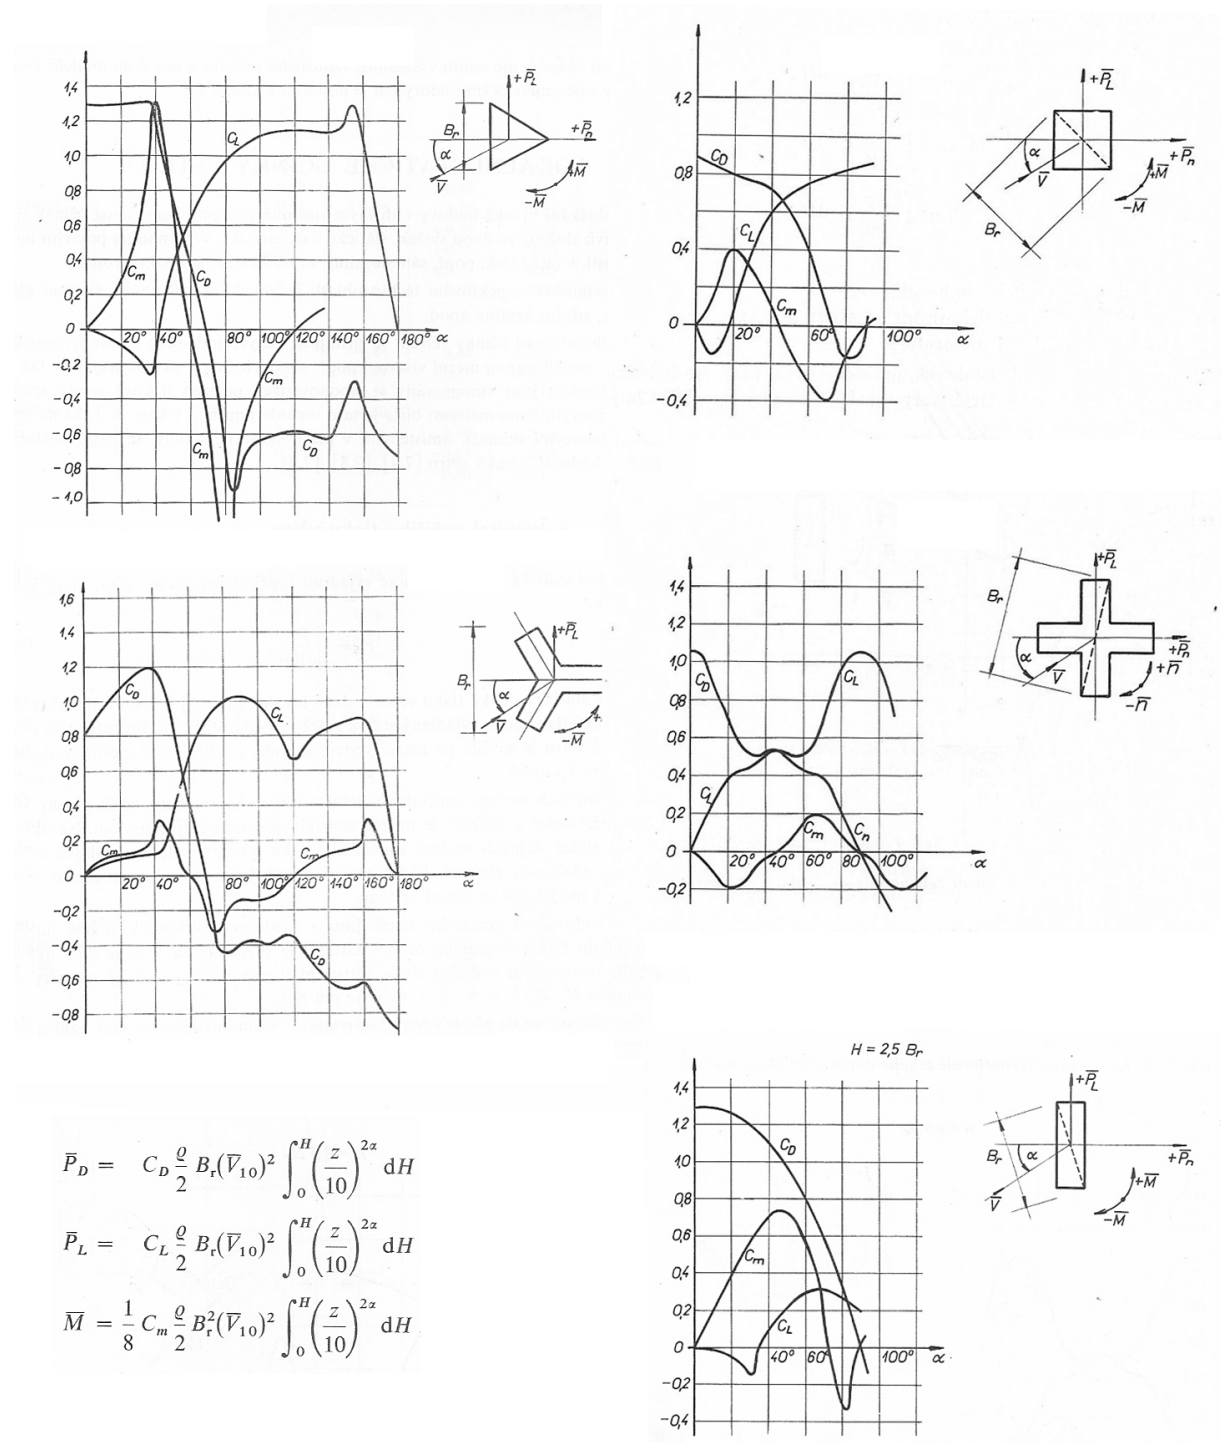 1,4
1,2
1,0
0,8
0,6
0,4
0,2
0
-0,2
-0,4
-0,6
-0,8
-1,0
20° 40° 80° 100° 120° 140° 160° 180° α
C_m
C_D
C_L
C_m
C_m
C_D
+P̅_L
B_r
α
V̅
+P̅_n
+M̅
-M̅
1,2
0,8
0,4
0
-0,4
20° 60° 100° α
C_D
C_L
C_m
+P̅_L
α
V̅
+P̅_n
+M̅
-M̅
B_r
1,6
1,4
1,2
1,0
0,8
0,6
0,4
0,2
0
-0,2
-0,4
-0,6
-0,8
20° 40° 80° 100° 120° 140° 160° 180° α
C_D
C_L
C_m
C_m
C_D
+P̅_L
B_r
α
V̅
+
-M̅
1,4
1,2
1,0
0,8
0,6
0,4
0,2
0
-0,2
20° 40° 60° 80° 100° α
C_D
C_L
C_L
C_m
C_n
B_r
+P̅_L
α
V̅
+P̅_n
+n̅
-n̅
H = 2,5 B_r
1,4
1,2
1,0
0,8
0,6
0,4
0,2
0
-0,2
-0,4
40° 60° 100° α
C_D
C_m
C_L
+P̅_L
B_r
α
V̅
+P̅_n
+M̅
-M̅
P̅_D = C_D ϱ/2 B_r(V̅_10)² ∫_0^H (z/10)^2α dH
P̅_L = C_L ϱ/2 B_r(V̅_10)² ∫_0^H (z/10)^2α dH
M̅ = 1/8 C_m ϱ/2 B_r²(V̅_10)² ∫_0^H (z/10)^2α dH